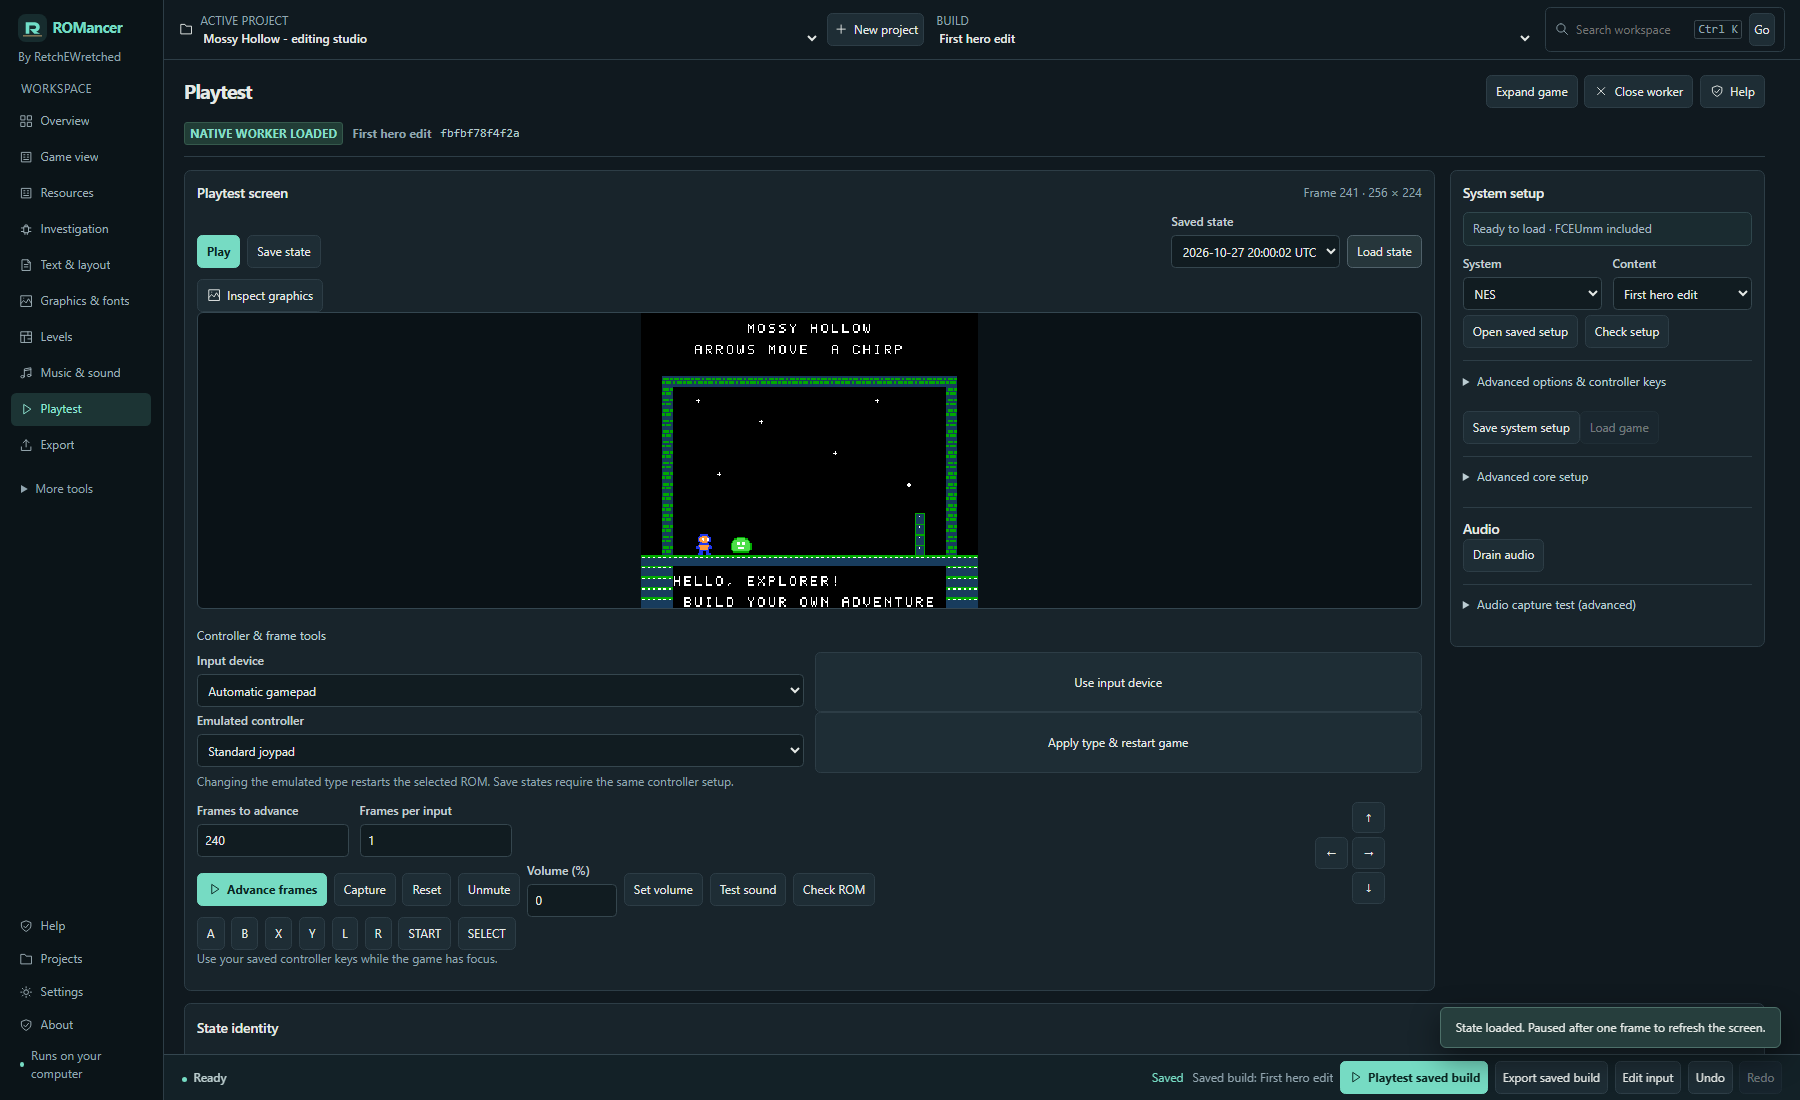 ROMancer
By RetchEWretched
WORKSPACE
Overview
Game view
Resources
Investigation
Text & layout
Graphics & fonts
Levels
Music & sound
Playtest
Export
More tools
Help
Projects
Settings
About
Runs on your
computer
ACTIVE PROJECT
Mossy Hollow - editing studio
New project
BUILD
First hero edit
Search workspace
Ctrl K
Go
Playtest
Expand game
Close worker
Help
NATIVE WORKER LOADED
First hero edit
fbfbf78f4f2a
Playtest screen
Frame 241 · 256 × 224
Saved state
Play
Save state
2026-10-27 20:00:02 UTC
Load state
Inspect graphics
MOSSY HOLLOW
ARROWS MOVE A CHIRP
HELLO, EXPLORER!
BUILD YOUR OWN ADVENTURE
Controller & frame tools
Input device
Automatic gamepad
Use input device
Emulated controller
Standard joypad
Apply type & restart game
Changing the emulated type restarts the selected ROM. Save states require the same controller setup.
Frames to advance
Frames per input
240
1
↑
←
→
↓
Advance frames
Capture
Reset
Unmute
Volume (%)
0
Set volume
Test sound
Check ROM
A
B
X
Y
L
R
START
SELECT
Use your saved controller keys while the game has focus.
State identity
System setup
Ready to load · FCEUmm included
System
Content
NES
First hero edit
Open saved setup
Check setup
Advanced options & controller keys
Save system setup
Load game
Advanced core setup
Audio
Drain audio
Audio capture test (advanced)
State loaded. Paused after one frame to refresh the screen.
Ready
Saved
Saved build: First hero edit
Playtest saved build
Export saved build
Edit input
Undo
Redo